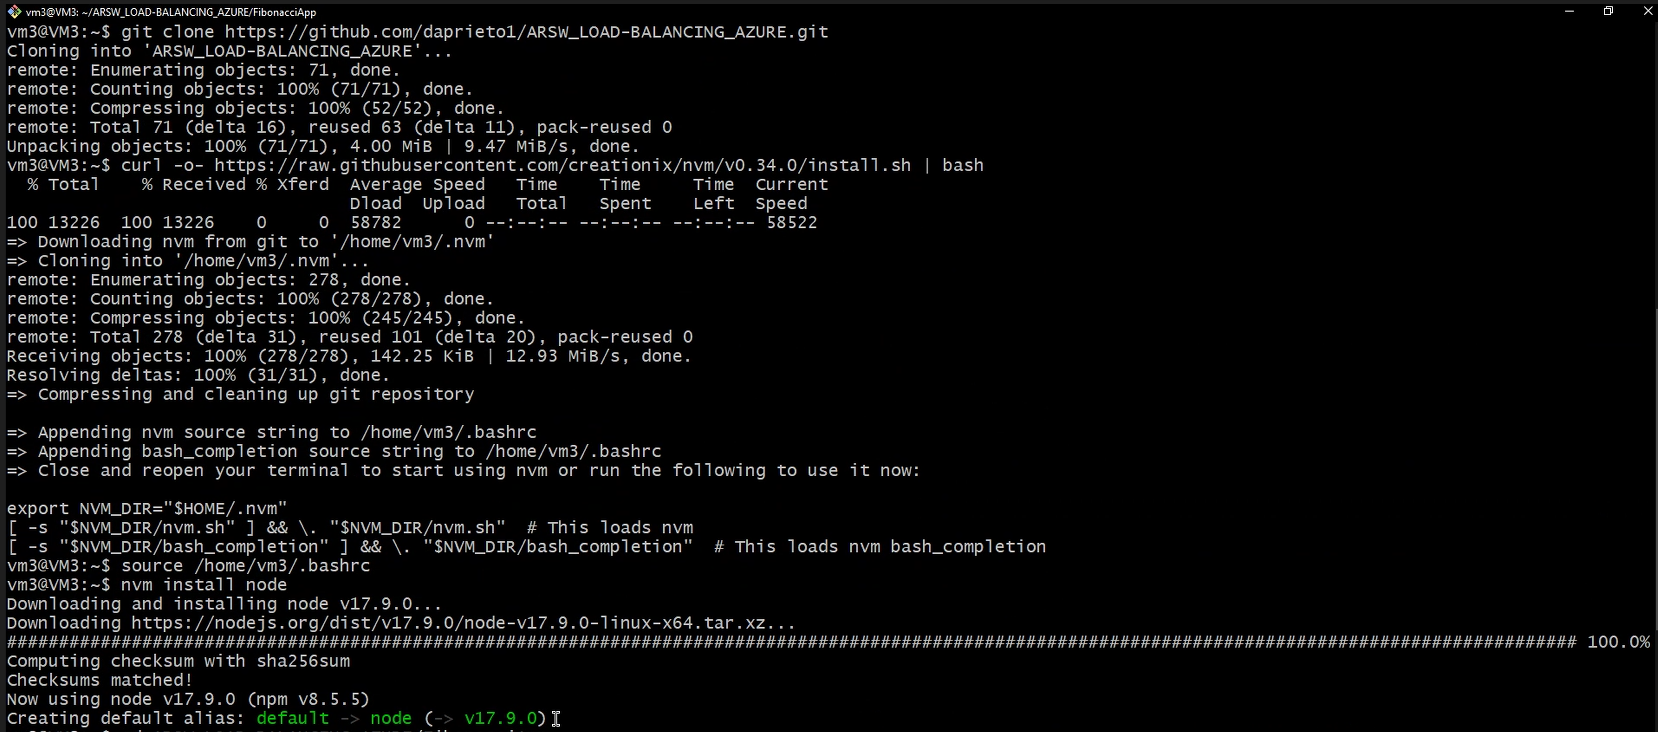 vm3@VM3: ~/ARSW_LOAD-BALANCING_AZURE/FibonacciApp
vm3@VM3:~$ git clone https://github.com/daprieto1/ARSW_LOAD-BALANCING_AZURE.git
Cloning into 'ARSW_LOAD-BALANCING_AZURE'...
remote: Enumerating objects: 71, done.
remote: Counting objects: 100% (71/71), done.
remote: Compressing objects: 100% (52/52), done.
remote: Total 71 (delta 16), reused 63 (delta 11), pack-reused 0
Unpacking objects: 100% (71/71), 4.00 MiB | 9.47 MiB/s, done.
vm3@VM3:~$ curl -o- https://raw.githubusercontent.com/creationix/nvm/v0.34.0/install.sh | bash
  % Total    % Received % Xferd  Average Speed   Time    Time     Time  Current
                                 Dload  Upload   Total   Spent    Left  Speed
100 13226  100 13226    0     0  58782      0 --:--:-- --:--:-- --:--:-- 58522
=> Downloading nvm from git to '/home/vm3/.nvm'
=> Cloning into '/home/vm3/.nvm'...
remote: Enumerating objects: 278, done.
remote: Counting objects: 100% (278/278), done.
remote: Compressing objects: 100% (245/245), done.
remote: Total 278 (delta 31), reused 101 (delta 20), pack-reused 0
Receiving objects: 100% (278/278), 142.25 KiB | 12.93 MiB/s, done.
Resolving deltas: 100% (31/31), done.
=> Compressing and cleaning up git repository
=> Appending nvm source string to /home/vm3/.bashrc
=> Appending bash_completion source string to /home/vm3/.bashrc
=> Close and reopen your terminal to start using nvm or run the following to use it now:
export NVM_DIR="$HOME/.nvm"
[ -s "$NVM_DIR/nvm.sh" ] && \. "$NVM_DIR/nvm.sh"  # This loads nvm
[ -s "$NVM_DIR/bash_completion" ] && \. "$NVM_DIR/bash_completion"  # This loads nvm bash_completion
vm3@VM3:~$ source /home/vm3/.bashrc
vm3@VM3:~$ nvm install node
Downloading and installing node v17.9.0...
Downloading https://nodejs.org/dist/v17.9.0/node-v17.9.0-linux-x64.tar.xz...
####################################################################################################################################################### 100.0%
Computing checksum with sha256sum
Checksums matched!
Now using node v17.9.0 (npm v8.5.5)
Creating default alias: default -> node (-> v17.9.0)